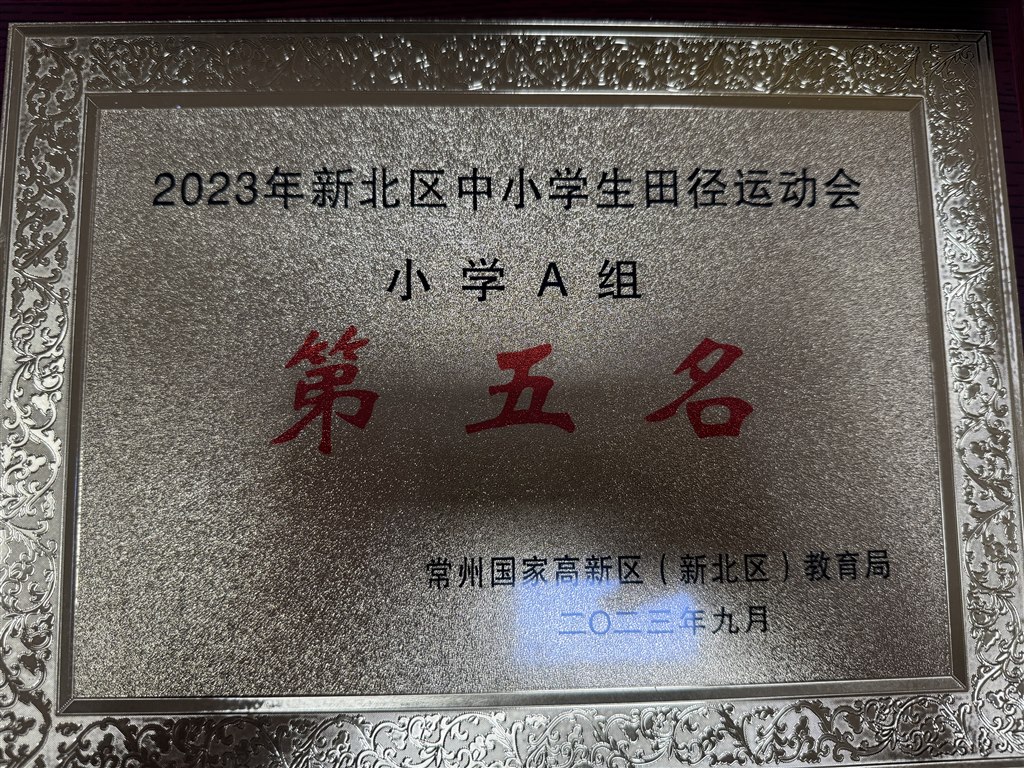 2023年新北区中小学生田径运动会
小学A组
第五名
常州国家高新区（新北区）教育局
二〇二三年九月